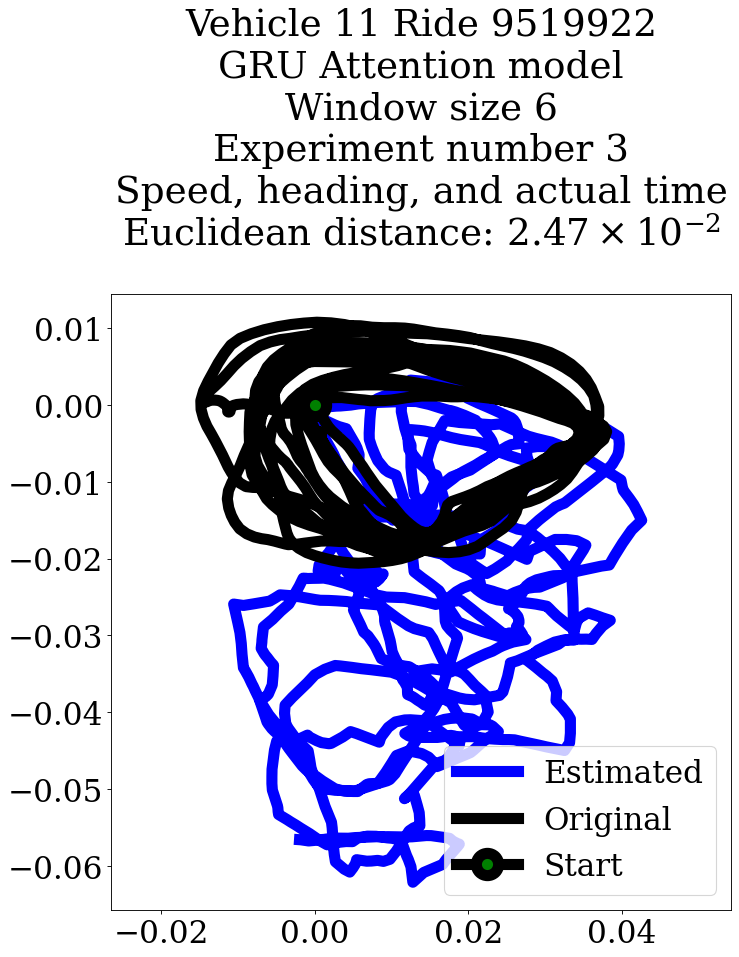 Vehicle 11 Ride 9519922
GRU Attention model
Window size 6
Experiment number 3
Speed, heading, and actual time
Euclidean distance: 2.47 × 10⁻²
0.01
0.00
−0.01
−0.02
−0.03
−0.04
−0.05
−0.06
Estimated
Original
Start
−0.02
0.00
0.02
0.04